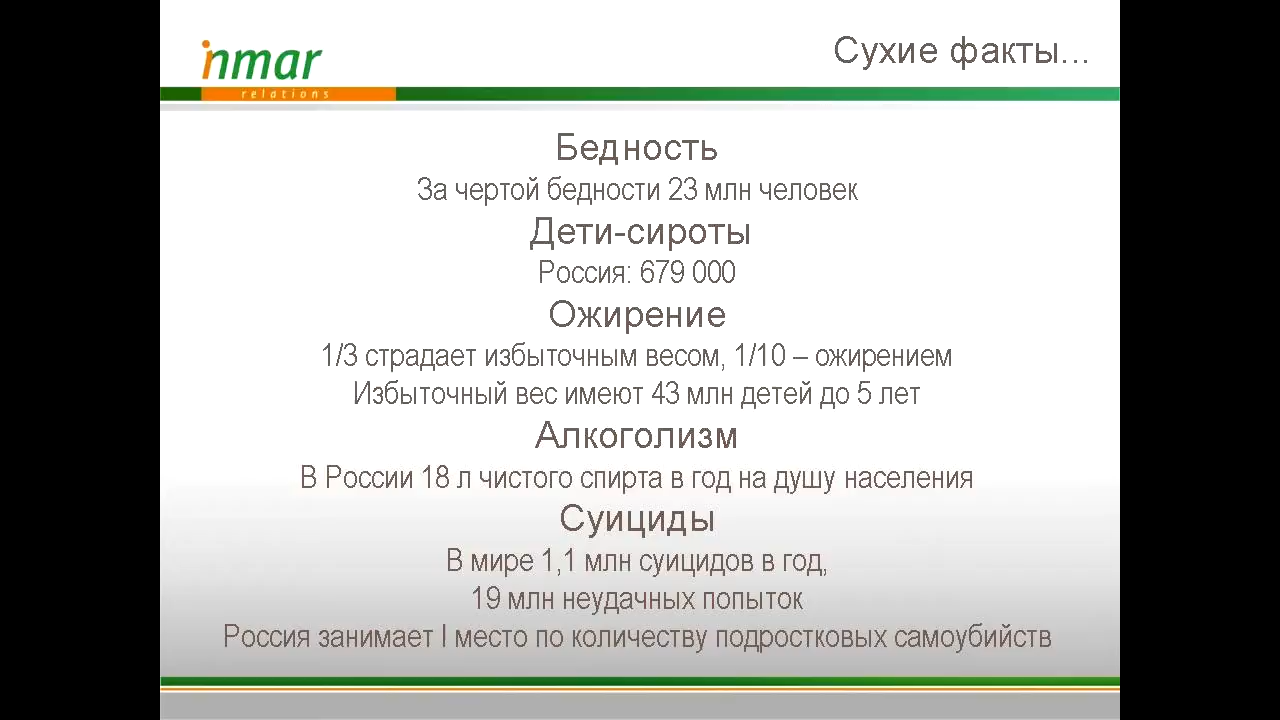 inmar
relations
Сухие факты...
Бедность
За чертой бедности 23 млн человек
Дети-сироты
Россия: 679 000
Ожирение
1/3 страдает избыточным весом, 1/10 – ожирением
Избыточный вес имеют 43 млн детей до 5 лет
Алкоголизм
В России 18 л чистого спирта в год на душу населения
Суициды
В мире 1,1 млн суицидов в год,
19 млн неудачных попыток
Россия занимает I место по количеству подростковых самоубийств